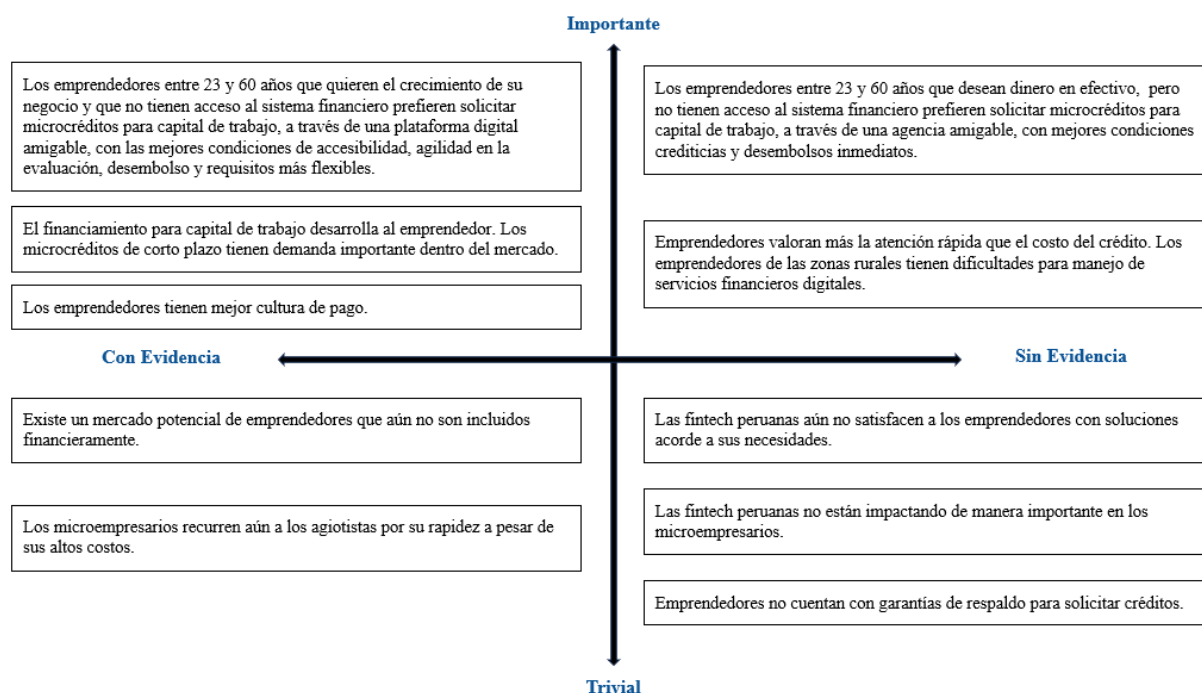 Importante
Los emprendedores entre 23 y 60 años que quieren el crecimiento de su
negocio y que no tienen acceso al sistema financiero prefieren solicitar
microcréditos para capital de trabajo, a través de una plataforma digital
amigable, con las mejores condiciones de accesibilidad, agilidad en la
evaluación, desembolso y requisitos más flexibles.
Los emprendedores entre 23 y 60 años que desean dinero en efectivo, pero
no tienen acceso al sistema financiero prefieren solicitar microcréditos para
capital de trabajo, a través de una agencia amigable, con mejores condiciones
crediticias y desembolsos inmediatos.
El financiamiento para capital de trabajo desarrolla al emprendedor. Los
microcréditos de corto plazo tienen demanda importante dentro del mercado.
Emprendedores valoran más la atención rápida que el costo del crédito. Los
emprendedores de las zonas rurales tienen dificultades para manejo de
servicios financieros digitales.
Los emprendedores tienen mejor cultura de pago.
Con Evidencia
Sin Evidencia
Existe un mercado potencial de emprendedores que aún no son incluidos
financieramente.
Las fintech peruanas aún no satisfacen a los emprendedores con soluciones
acorde a sus necesidades.
Los microempresarios recurren aún a los agiotistas por su rapidez a pesar de
sus altos costos.
Las fintech peruanas no están impactando de manera importante en los
microempresarios.
Emprendedores no cuentan con garantías de respaldo para solicitar créditos.
Trivial